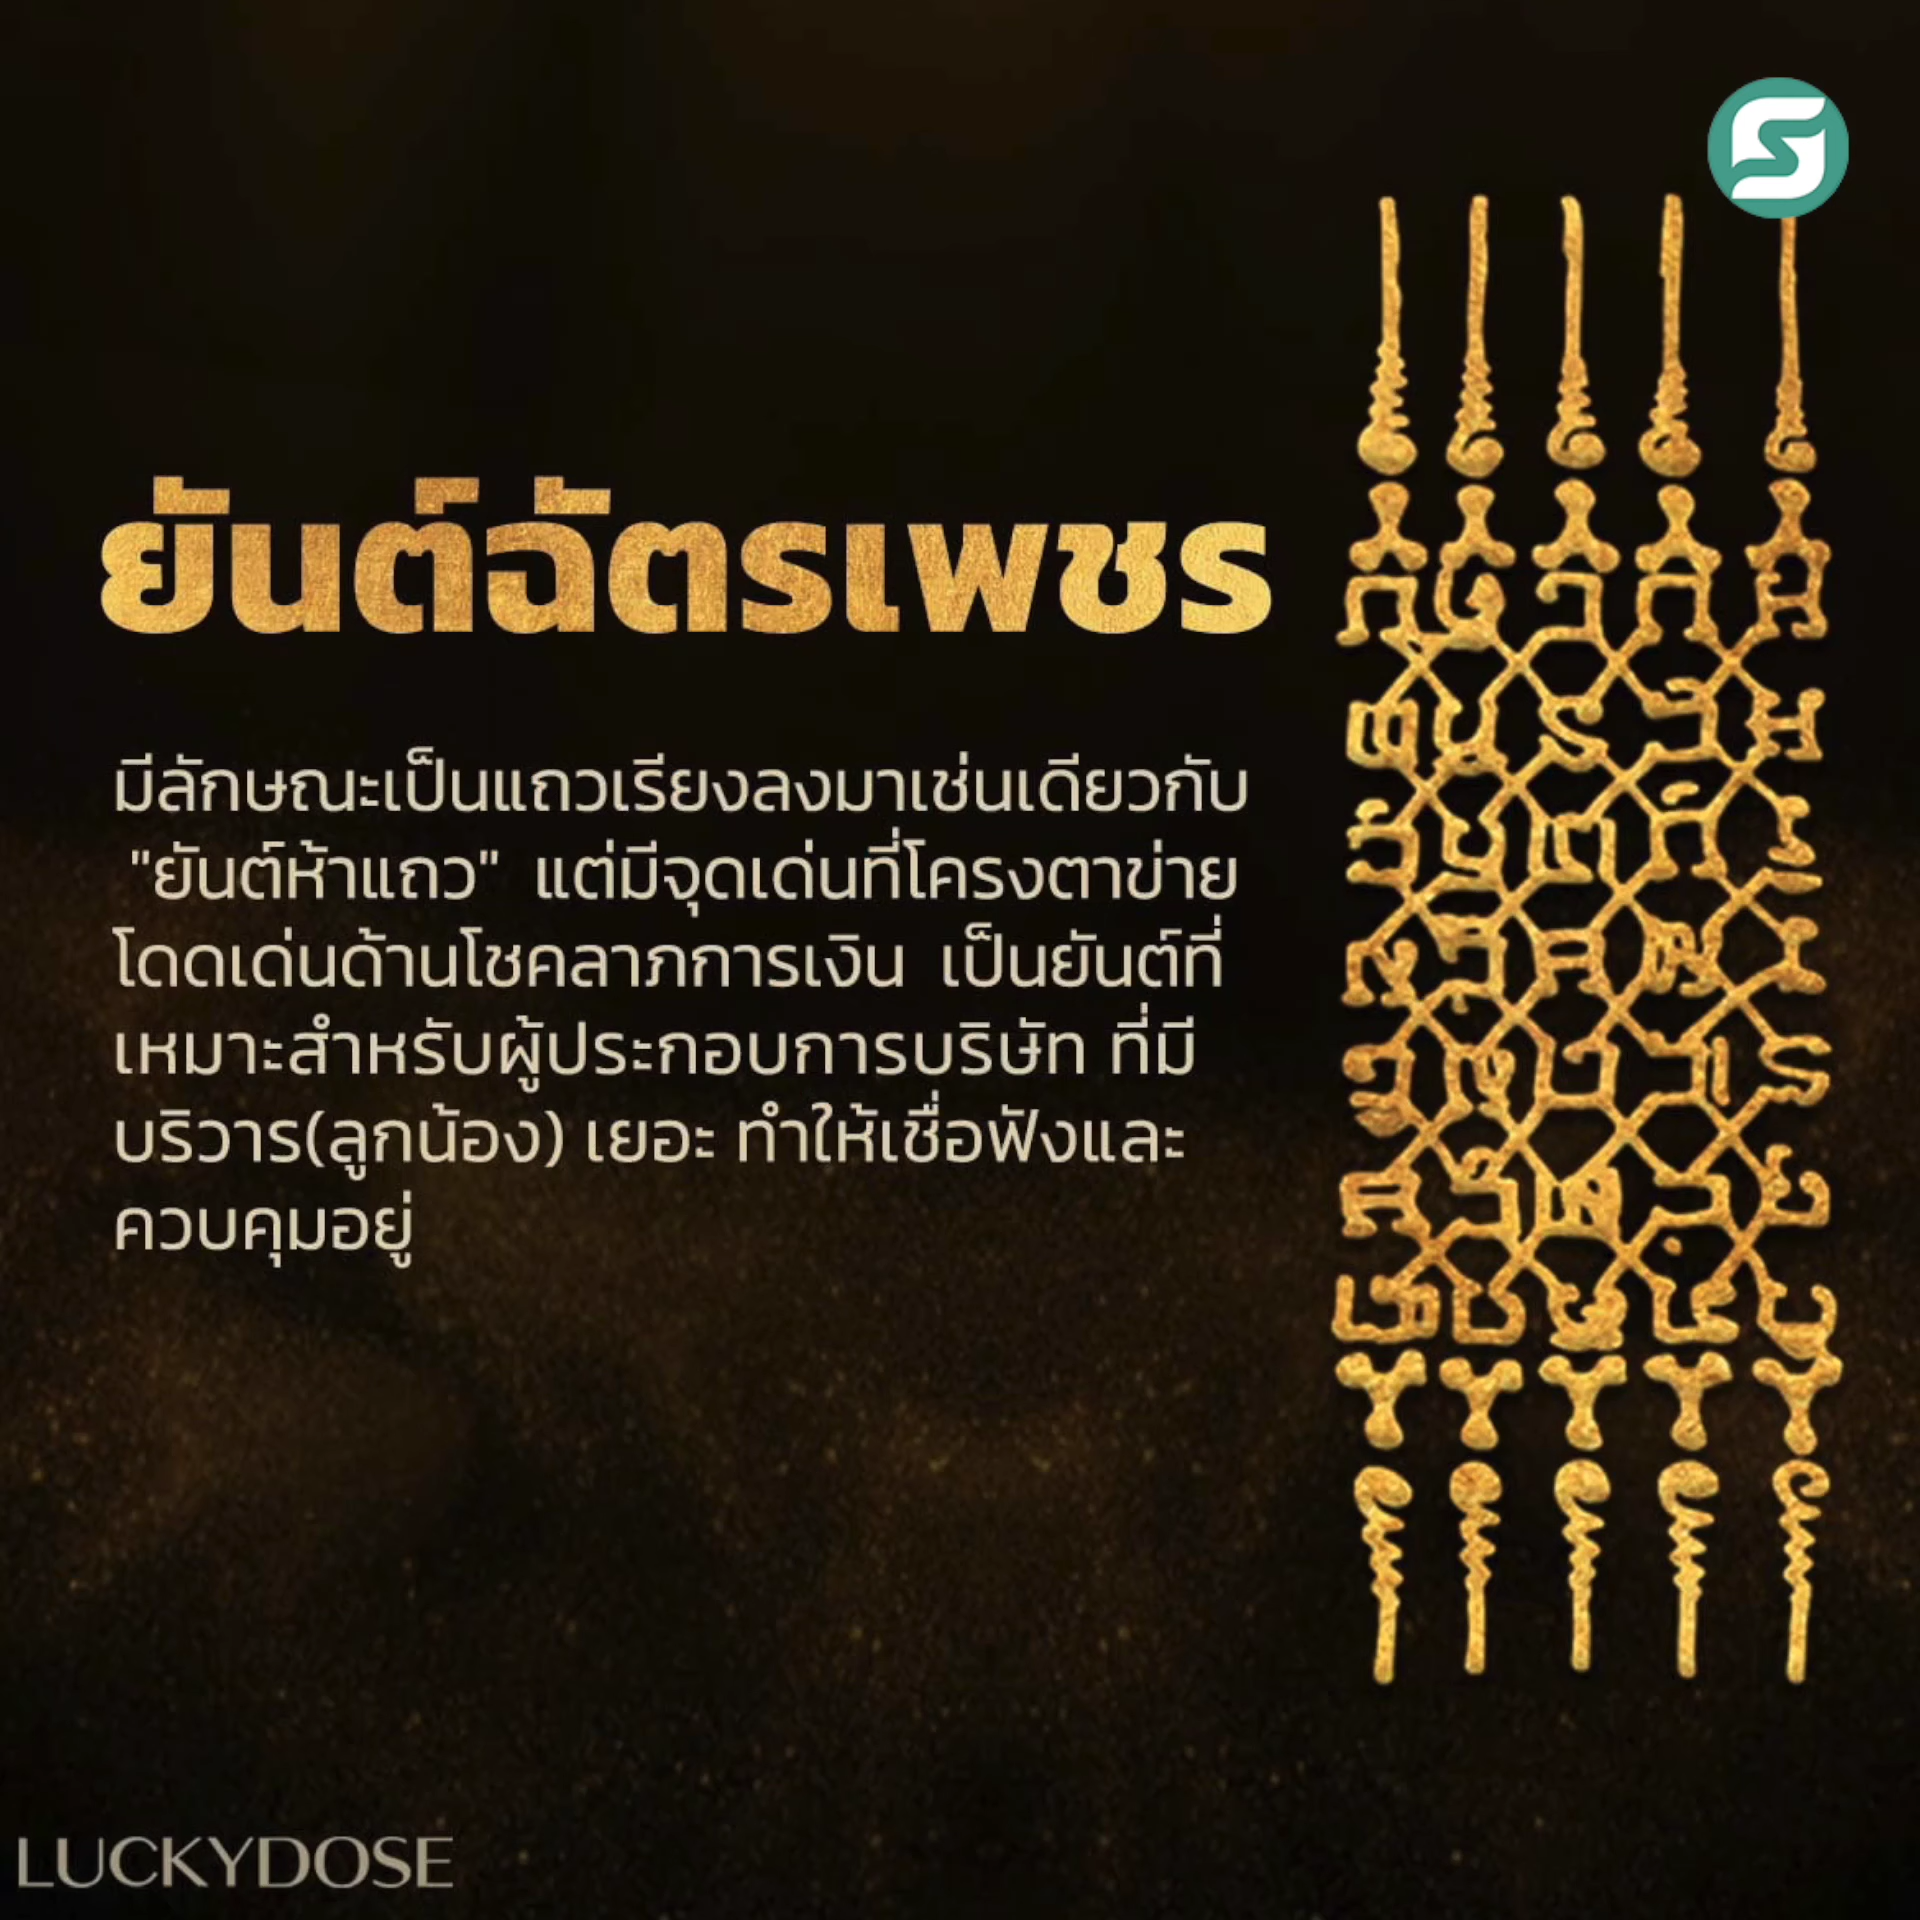 ยันต์ฉัตรเพชร
มีลักษณะเป็นแถวเรียงลงมาเช่นเดียวกับ
"ยันต์ห้าแถว" แต่มีจุดเด่นที่โครงตาข่าย
โดดเด่นด้านโชคลาภการเงิน เป็นยันต์ที่
เหมาะสำหรับผู้ประกอบการบริษัท ที่มี
บริวาร(ลูกน้อง) เยอะ ทำให้เชื่อฟังและ
ควบคุมอยู่
LUCKYDOSE